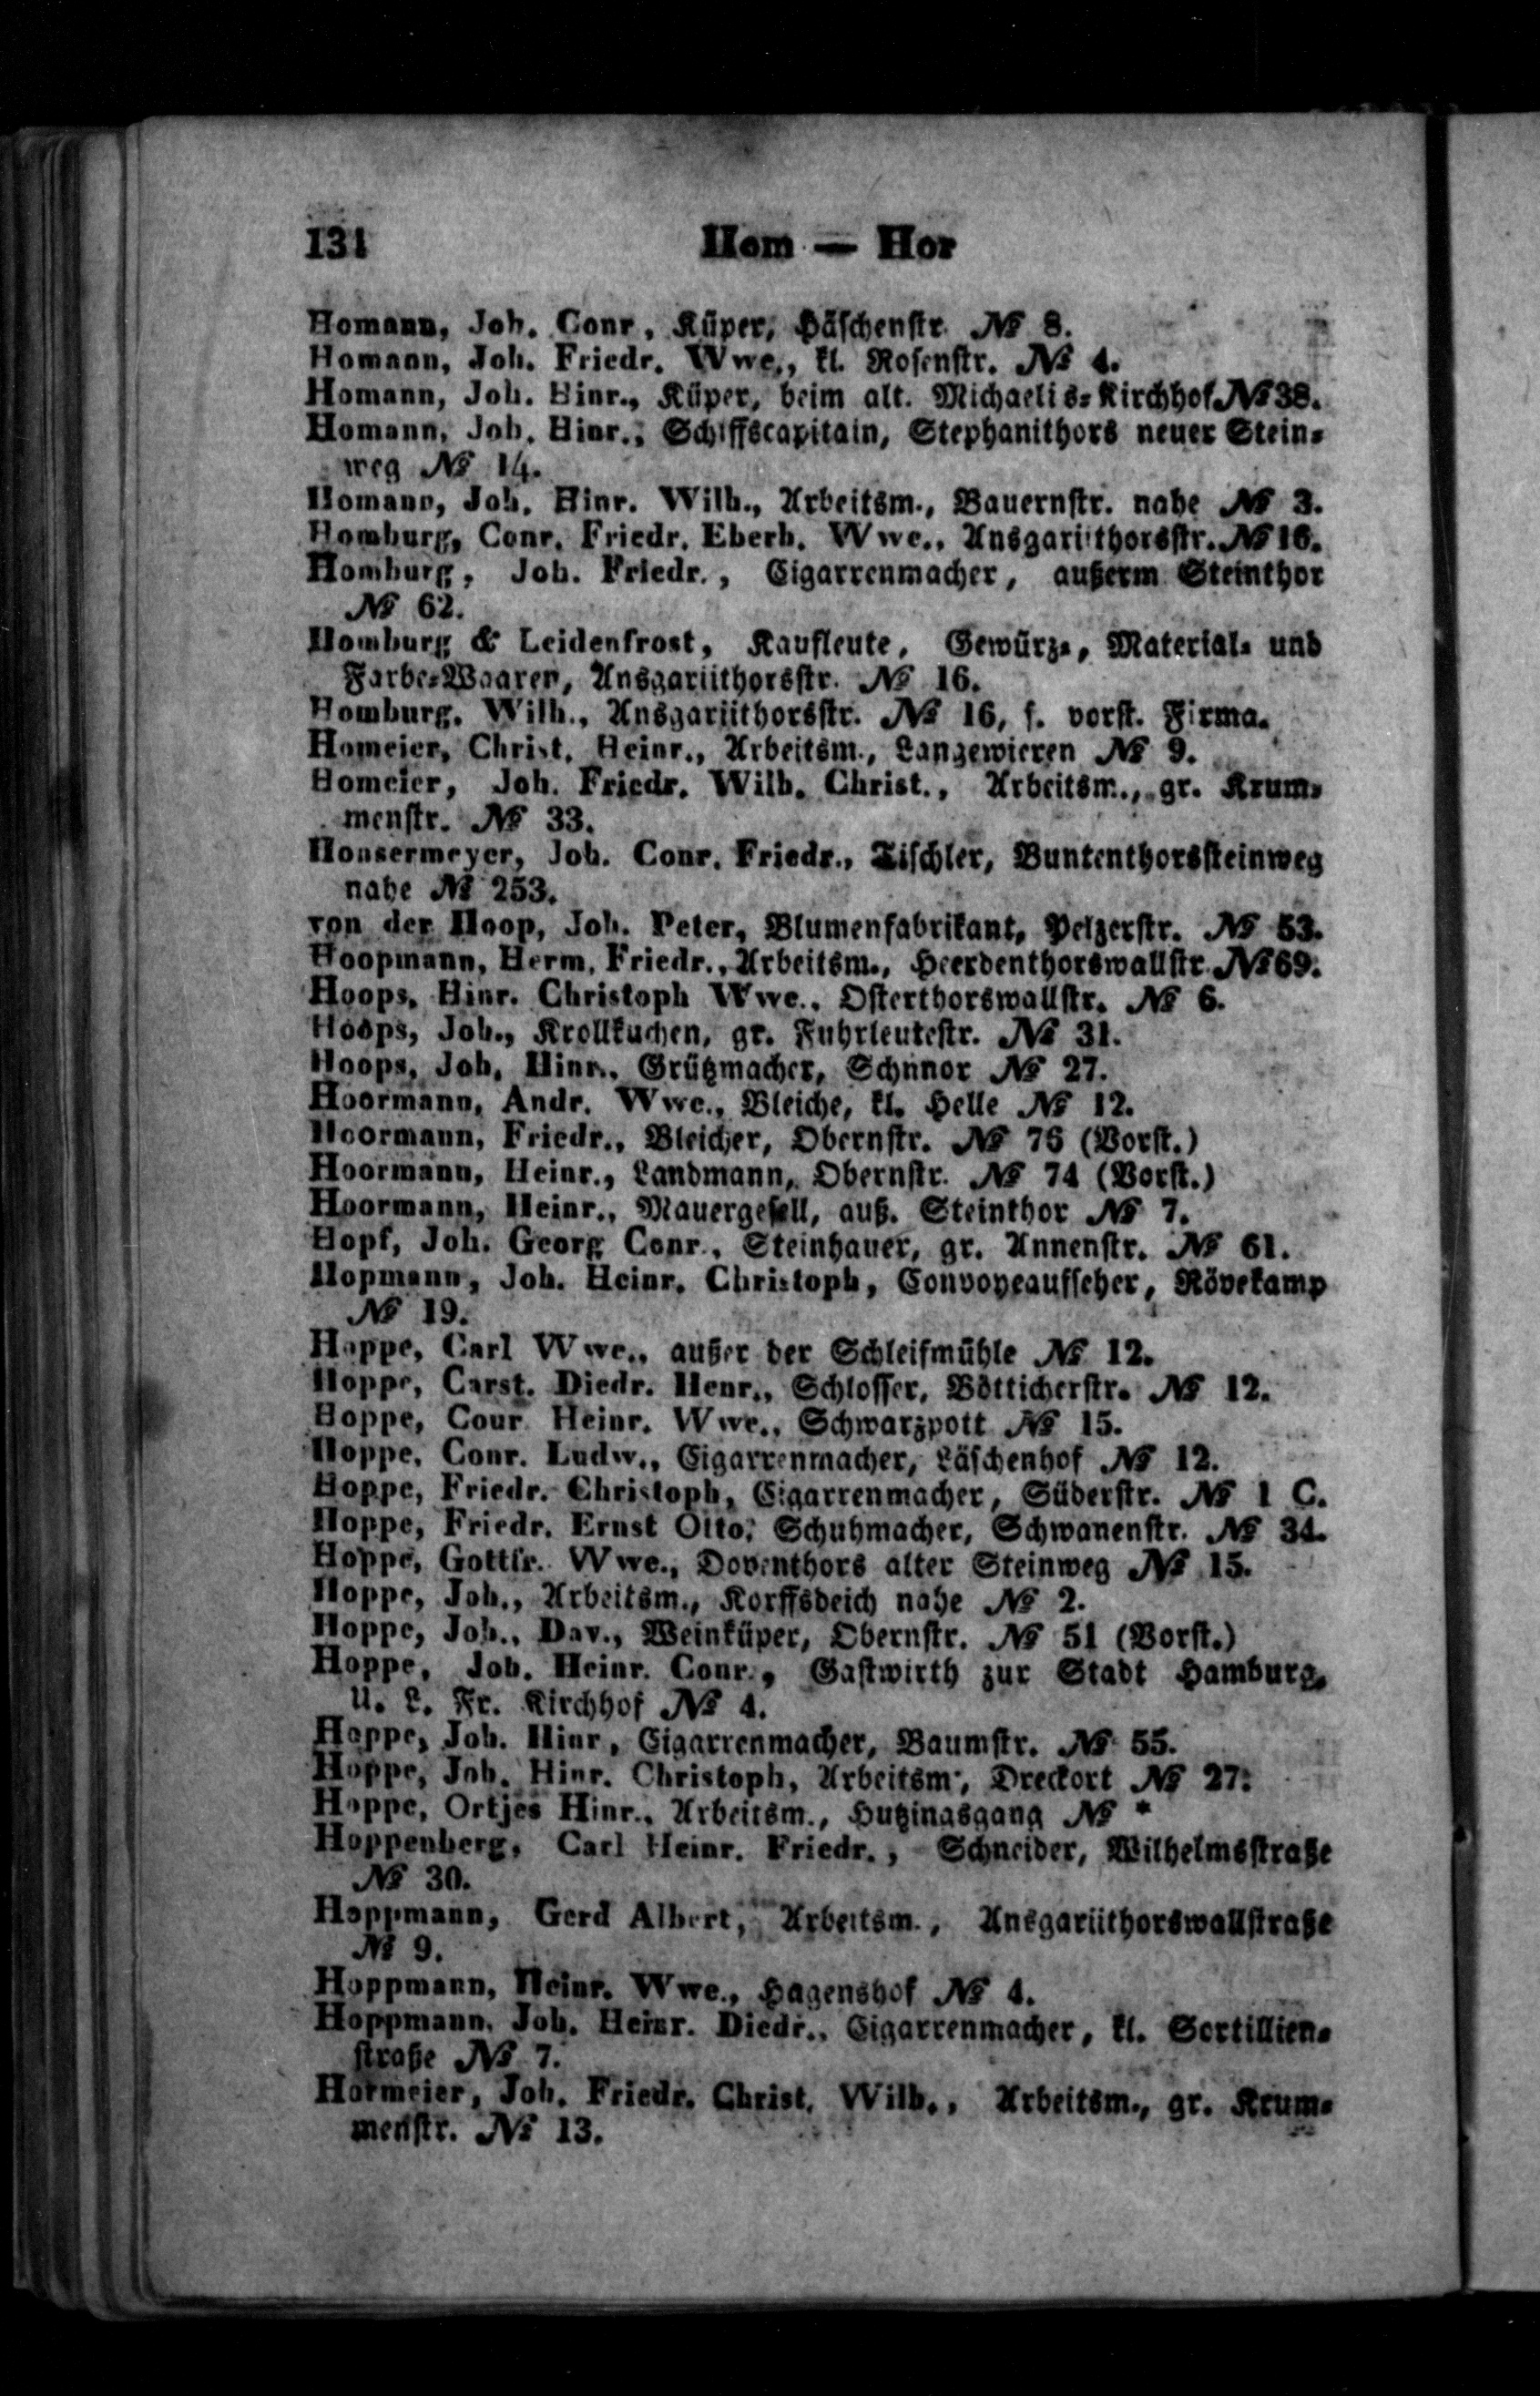 131 Hom — Hor
Homann, Joh. Conr, Küper, Häschenstr № 8.
Homann, Joh. Friedr. Wwe., kl. Rosenstr. № 4.
Homann, Joh. Hinr., Küper, beim alt. Michaelis-Kirchhof № 38.
Homann, Joh. Hinr., Schiffscapitain, Stephanithors neuer Stein-
weg № 14.
Homann, Joh. Hinr. Wilh., Arbeitsm., Bauernstr. nahe № 3.
Homburg, Conr. Friedr. Eberh. Wwe., Ansgariithorsstr. № 16.
Homburg, Joh. Friedr., Cigarrenmacher, außerm Steinthor
№ 62.
Homburg & Leidenfrost, Kaufleute, Gewürz-, Material- und
Farbe-Waaren, Ansgariithorsstr. № 16.
Homburg, Wilh., Ansgariithorsstr. № 16, s. vorst. Firma.
Homeier, Christ. Heinr., Arbeitsm., Langewieren № 9.
Homeier, Joh. Friedr. Wilh. Christ., Arbeitsm., gr. Krum-
menstr. № 33.
Honsermeyer, Joh. Conr. Friedr., Tischler, Buntenthorssteinweg
nahe № 253.
von der Hoop, Joh. Peter, Blumenfabrikant, Pelzerstr. № 53.
Hoopmann, Herm. Friedr., Arbeitsm., Heerdenthorswallstr № 69.
Hoops, Hinr. Christoph Wwe., Osterthorswallstr. № 6.
Hoops, Joh., Krollkuchen, gr. Fuhrleutestr. № 31.
Hoops, Joh. Hinr., Grützmacher, Schnnor № 27.
Hoormann, Andr. Wwe., Bleiche, kl. Helle № 12.
Hoormann, Friedr., Bleicher, Obernstr. № 76 (Vorst.)
Hoormann, Heinr., Landmann, Obernstr. № 74 (Vorst.)
Hoormann, Heinr., Mauergesell, auß. Steinthor № 7.
Hopf, Joh. Georg Conr., Steinhauer, gr. Annenstr. № 61.
Hopmann, Joh. Heinr. Christoph, Convoyeaufseher, Rövekamp
№ 19.
Hoppe, Carl Wwe., außer der Schleifmühle № 12.
Hoppe, Carst. Diedr. Henr., Schlosser, Bötticherstr. № 12.
Hoppe, Cour Heinr. Wwe., Schwarzpott № 15.
Hoppe, Conr. Ludw., Cigarrenmacher, Läschenhof № 12.
Hoppe, Friedr. Christoph, Cigarrenmacher, Süderstr. № 1 C.
Hoppe, Friedr. Ernst Otto, Schuhmacher, Schwanenstr. № 34.
Hoppe, Gottfr. Wwe., Doventhors alter Steinweg № 15.
Hoppe, Joh., Arbeitsm., Korffsdeich nahe № 2.
Hoppe, Joh., Dav., Weinküper, Obernstr. № 51 (Vorst.)
Hoppe, Joh. Heinr. Conr., Gastwirth zur Stadt Hamburg,
U. L. Fr. Kirchhof № 4.
Hoppe, Joh. Hinr, Cigarrenmacher, Baumstr. № 55.
Hoppe, Joh. Hinr. Christoph, Arbeitsm., Dreckort № 27.
Hoppe, Ortjes Hinr., Arbeitsm., Hutzingsgang № *
Hoppenberg, Carl Heinr. Friedr., Schneider, Wilhelmsstraße
№ 30.
Hoppmann, Gerd Albert, Arbeitsm., Ansgariithorswallstraße
№ 9.
Hoppmann, Heinr. Wwe., Hagenshof № 4.
Hoppmann, Joh. Heinr. Diedr., Cigarrenmacher, kl. Sortillien-
straße № 7.
Hormeier, Joh. Friedr. Christ. Wilh., Arbeitsm., gr. Krum-
menstr. № 13.